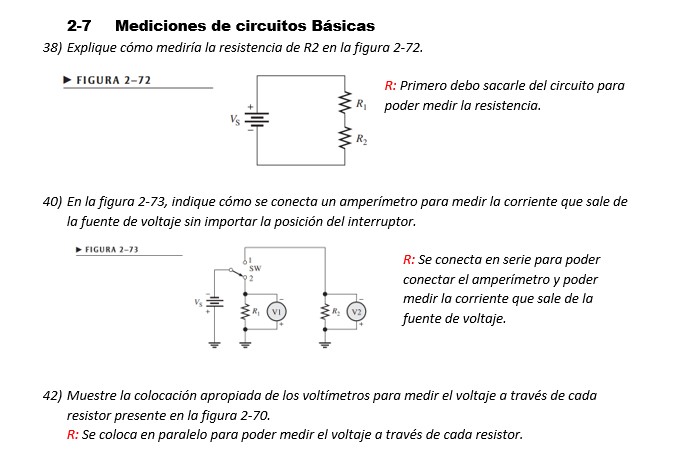 2-7 Mediciones de circuitos Básicas
38) Explique cómo mediría la resistencia de R2 en la figura 2-72.
► FIGURA 2–72
R: Primero debo sacarle del circuito para
poder medir la resistencia.
+
VS
−
R1
R2
40) En la figura 2-73, indique cómo se conecta un amperímetro para medir la corriente que sale de
la fuente de voltaje sin importar la posición del interruptor.
► FIGURA 2–73
R: Se conecta en serie para poder
conectar el amperímetro y poder
medir la corriente que sale de la
fuente de voltaje.
1
SW
2
−
VS
+
R1
−
V1
+
R2
−
V2
+
42) Muestre la colocación apropiada de los voltímetros para medir el voltaje a través de cada
resistor presente en la figura 2-70.
R: Se coloca en paralelo para poder medir el voltaje a través de cada resistor.